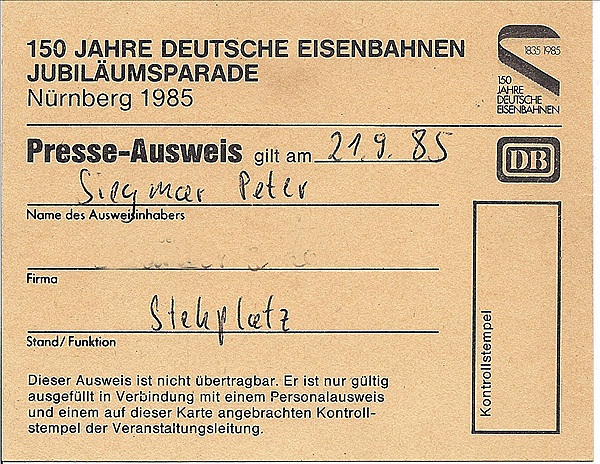 150 JAHRE DEUTSCHE EISENBAHNEN
JUBILÄUMSPARADE
Nürnberg 1985
1835 1985
150
JAHRE
DEUTSCHE
EISENBAHNEN
Presse-Ausweis gilt am 21.9.85
DB
Siegmar Peter
Name des Ausweisinhabers
Firma
Stehplatz
Stand/Funktion
Kontrollstempel
Dieser Ausweis ist nicht übertragbar. Er ist nur gültig
ausgefüllt in Verbindung mit einem Personalausweis
und einem auf dieser Karte angebrachten Kontroll-
stempel der Veranstaltungsleitung.